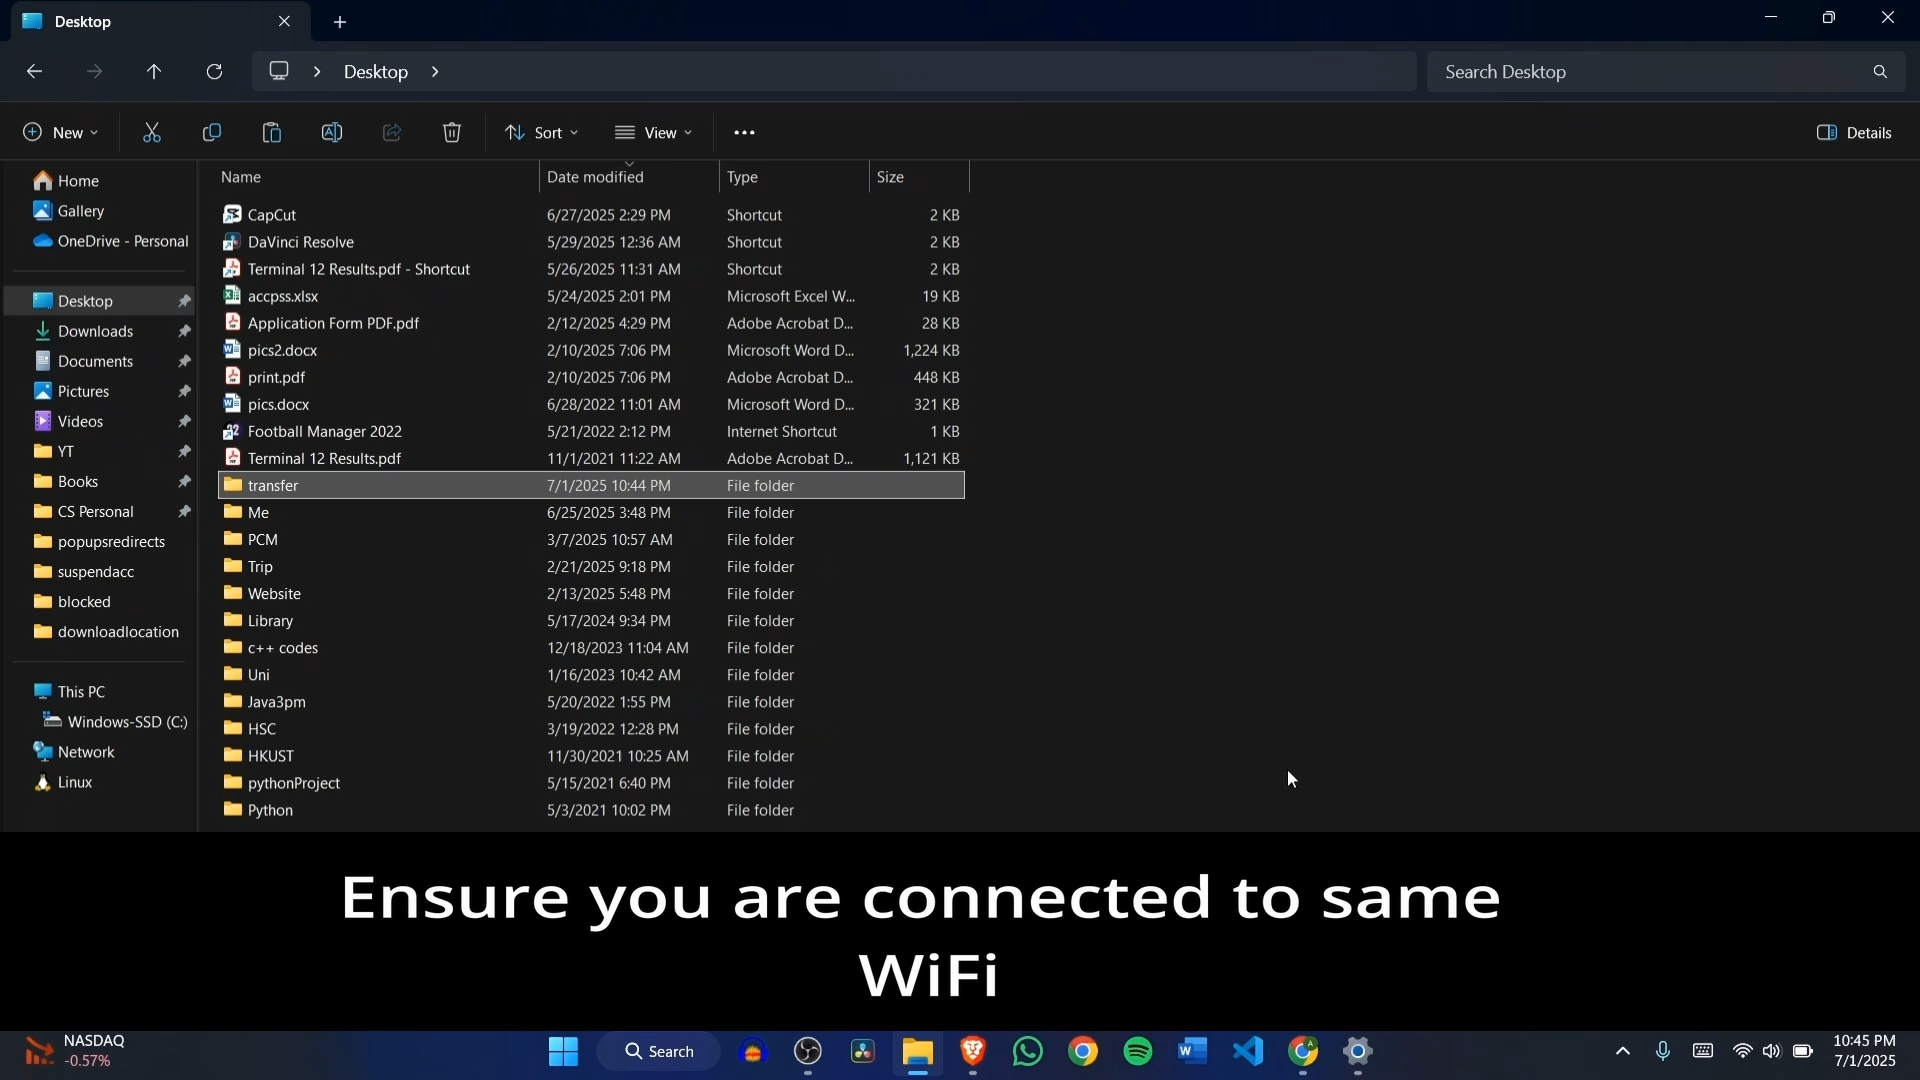 Desktop
Desktop
Search Desktop
New
Sort
View
Details
Home
Gallery
OneDrive - Personal
Desktop
Downloads
Documents
Pictures
Videos
YT
Books
CS Personal
popupsredirects
suspendacc
blocked
downloadlocation
This PC
Windows-SSD (C:)
Network
Linux
Name Date modified Type Size
CapCut 6/27/2025 2:29 PM Shortcut 2 KB
DaVinci Resolve 5/29/2025 12:36 AM Shortcut 2 KB
Terminal 12 Results.pdf - Shortcut 5/26/2025 11:31 AM Shortcut 2 KB
accpss.xlsx 5/24/2025 2:01 PM Microsoft Excel W... 19 KB
Application Form PDF.pdf 2/12/2025 4:29 PM Adobe Acrobat D... 28 KB
pics2.docx 2/10/2025 7:06 PM Microsoft Word D... 1,224 KB
print.pdf 2/10/2025 7:06 PM Adobe Acrobat D... 448 KB
pics.docx 6/28/2022 11:01 AM Microsoft Word D... 321 KB
Football Manager 2022 5/21/2022 2:12 PM Internet Shortcut 1 KB
Terminal 12 Results.pdf 11/1/2021 11:22 AM Adobe Acrobat D... 1,121 KB
transfer 7/1/2025 10:44 PM File folder
Me 6/25/2025 3:48 PM File folder
PCM 3/7/2025 10:57 AM File folder
Trip 2/21/2025 9:18 PM File folder
Website 2/13/2025 5:48 PM File folder
Library 5/17/2024 9:34 PM File folder
c++ codes 12/18/2023 11:04 AM File folder
Uni 1/16/2023 10:42 AM File folder
Java3pm 5/20/2022 1:55 PM File folder
HSC 3/19/2022 12:28 PM File folder
HKUST 11/30/2021 10:25 AM File folder
pythonProject 5/15/2021 6:40 PM File folder
Python 5/3/2021 10:02 PM File folder
Ensure you are connected to same
WiFi
NASDAQ
-0.57%
Search
10:45 PM
7/1/2025